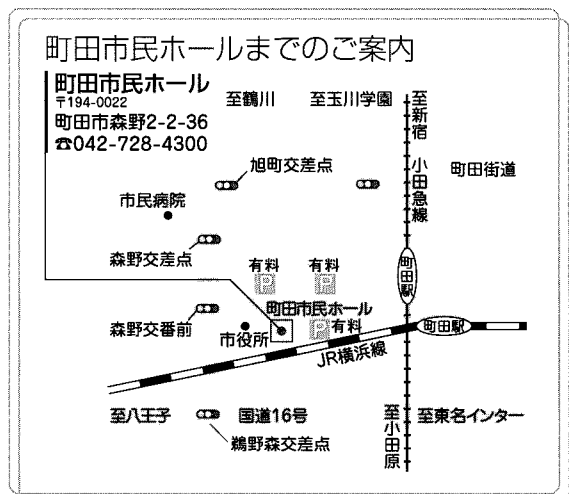 町田市民ホールまでのご案内
町田市民ホール
〒194-0022
町田市森野2-2-36
☎042-728-4300
至鶴川
至玉川学園
至新宿
小田急線
町田街道
旭町交差点
市民病院
森野交差点
有料
P
有料
P
町田駅
町田市民ホール
P
有料
森野交番前
市役所
町田駅
JR横浜線
至八王子
国道16号
至小田原
至東名インター
鵜野森交差点